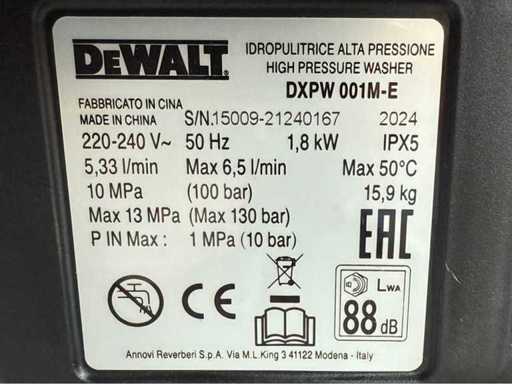 DEWALT
IDROPULITRICE ALTA PRESSIONE
HIGH PRESSURE WASHER
DXPW 001M-E
FABBRICATO IN CINA
MADE IN CHINA
S/N.15009-21240167 2024
220-240 V~ 50 Hz 1,8 kW IPX5
5,33 l/min Max 6,5 l/min Max 50°C
10 MPa (100 bar) 15,9 kg
Max 13 MPa (Max 130 bar)
P IN Max : 1 MPa (10 bar)
EAC
CE
LWA
88 dB
Annovi Reverberi S.p.A. Via M.L.King 3 41122 Modena - Italy